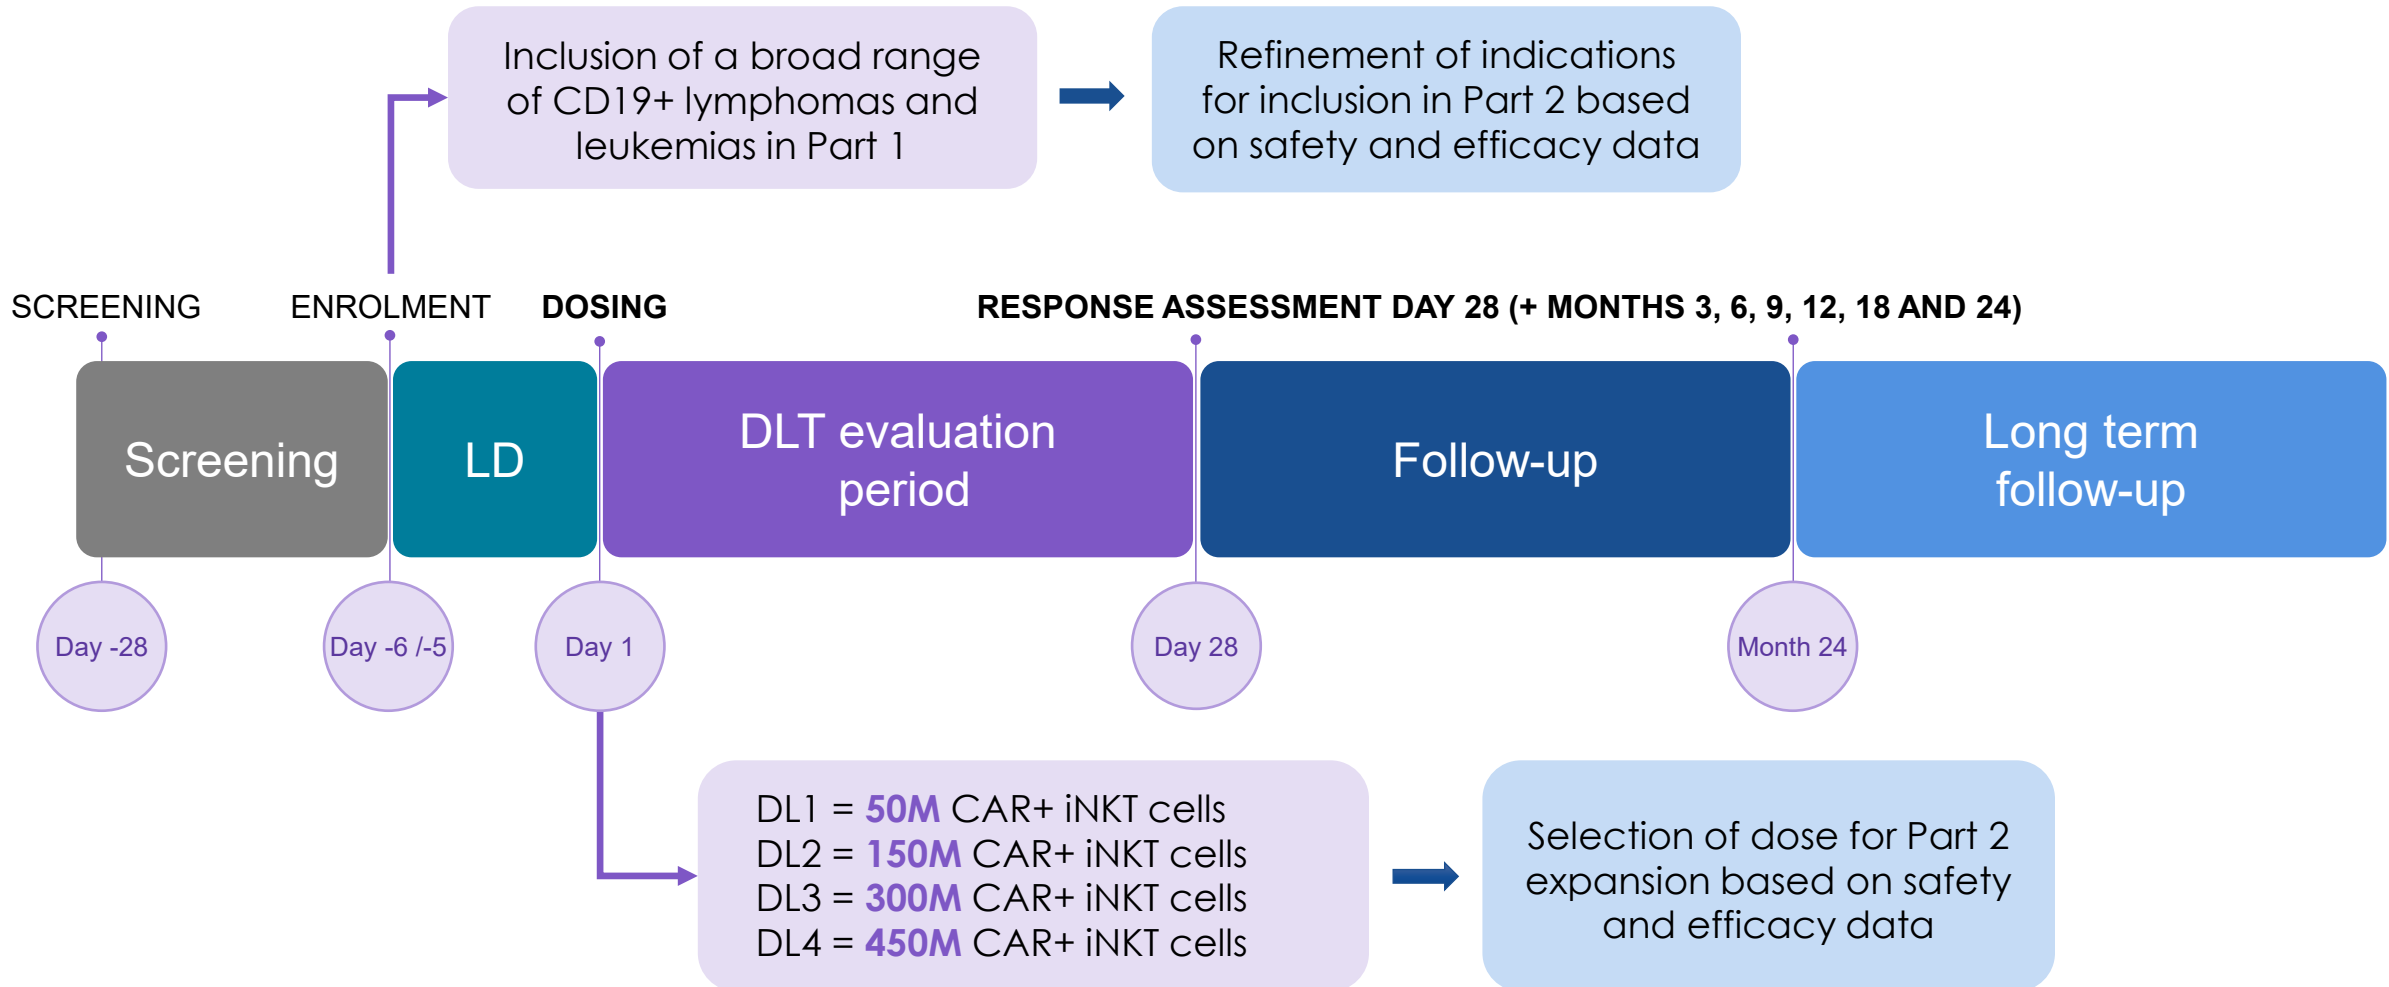 Inclusion of a broad range
of CD19+ lymphomas and
leukemias in Part 1
Refinement of indications
for inclusion in Part 2 based
on safety and efficacy data
SCREENING
ENROLMENT
DOSING
RESPONSE ASSESSMENT DAY 28 (+ MONTHS 3, 6, 9, 12, 18 AND 24)
Screening
LD
DLT evaluation
period
Follow-up
Long term
follow-up
Day -28
Day -6 /-5
Day 1
Day 28
Month 24
DL1 = 50M CAR+ iNKT cells
DL2 = 150M CAR+ iNKT cells
DL3 = 300M CAR+ iNKT cells
DL4 = 450M CAR+ iNKT cells
Selection of dose for Part 2
expansion based on safety
and efficacy data